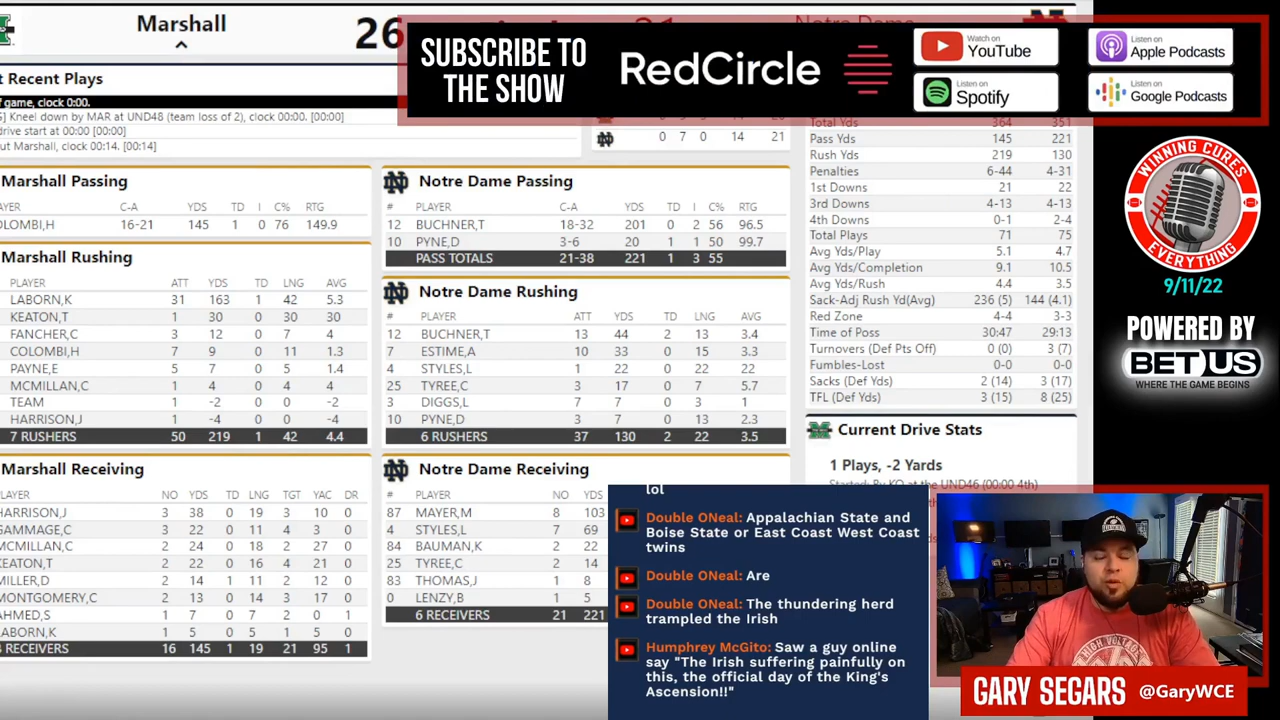 Marshall
26
t Recent Plays
f game, clock 0:00.
] Kneel down by MAR at UND48 (team loss of 2), clock 00:00. [00:00]
drive start at 00:00 [00:00]
out Marshall, clock 00:14. [00:14]
SUBSCRIBE TO
THE SHOW
RedCircle
Watch on
YouTube
Listen on
Apple Podcasts
Listen on
Spotify
Listen on
Google Podcasts
0 7 0 14 21
364 351
Pass Yds 145 221
Rush Yds 219 130
Penalties 6-44 4-31
1st Downs 21 22
3rd Downs 4-13 4-13
4th Downs 0-1 2-4
Total Plays 71 75
Avg Yds/Play 5.1 4.7
Avg Yds/Completion 9.1 10.5
Avg Yds/Rush 4.4 3.5
Sack-Adj Rush Yd(Avg) 236 (5) 144 (4.1)
Red Zone 4-4 3-3
Time of Poss 30:47 29:13
Turnovers (Def Pts Off) 0 (0) 3 (7)
Fumbles-Lost 0-0 0-0
Sacks (Def Yds) 2 (14) 3 (17)
TFL (Def Yds) 3 (15) 8 (25)
Marshall Passing
AYER C-A YDS TD I C% RTG
OLOMBI,H 16-21 145 1 0 76 149.9
Notre Dame Passing
# PLAYER C-A YDS TD I C% RTG
12 BUCHNER,T 18-32 201 0 2 56 96.5
10 PYNE,D 3-6 20 1 1 50 99.7
PASS TOTALS 21-38 221 1 3 55
Marshall Rushing
PLAYER ATT YDS TD LNG AVG
LABORN,K 31 163 1 42 5.3
KEATON,T 1 30 0 30 30
FANCHER,C 3 12 0 7 4
COLOMBI,H 7 9 0 11 1.3
PAYNE,E 5 7 0 5 1.4
MCMILLAN,C 1 4 0 4 4
TEAM 1 -2 0 0 -2
HARRISON,J 1 -4 0 0 -4
7 RUSHERS 50 219 1 42 4.4
Notre Dame Rushing
# PLAYER ATT YDS TD LNG AVG
12 BUCHNER,T 13 44 2 13 3.4
7 ESTIME,A 10 33 0 15 3.3
4 STYLES,L 1 22 0 22 22
25 TYREE,C 3 17 0 7 5.7
3 DIGGS,L 7 7 0 3 1
10 PYNE,D 3 7 0 13 2.3
6 RUSHERS 37 130 2 22 3.5
Marshall Receiving
AYER NO YDS TD LNG TGT YAC DR
HARRISON,J 3 38 0 19 3 10 0
GAMMAGE,C 3 22 0 11 4 3 0
MCMILLAN,C 2 24 0 18 2 27 0
KEATON,T 2 22 0 16 4 21 0
MILLER,D 2 14 1 11 2 12 0
MONTGOMERY,C 2 13 0 14 3 17 0
AHMED,S 1 7 0 7 2 0 1
LABORN,K 1 5 0 5 1 5 0
RECEIVERS 16 145 1 19 21 95 1
Notre Dame Receiving
# PLAYER NO YDS
87 MAYER,M 8 103
4 STYLES,L 7 69
84 BAUMAN,K 2 22
25 TYREE,C 2 14
83 THOMAS,J 1 8
0 LENZY,B 1 5
6 RECEIVERS 21 221
Current Drive Stats
1 Plays, -2 Yards
Started: By KO at the UND46 (00:00 4th)
lol
Double ONeal: Appalachian State and
Boise State or East Coast West Coast
twins
Double ONeal: Are
Double ONeal: The thundering herd
trampled the Irish
Humphrey McGito: Saw a guy online
say "The Irish suffering painfully on
this, the official day of the King's
Ascension!!"
WINNING CURES
EVERYTHING
9/11/22
POWERED BY
BETUS
WHERE THE GAME BEGINS
HIGH VOLTAGE
GARY SEGARS @GaryWCE